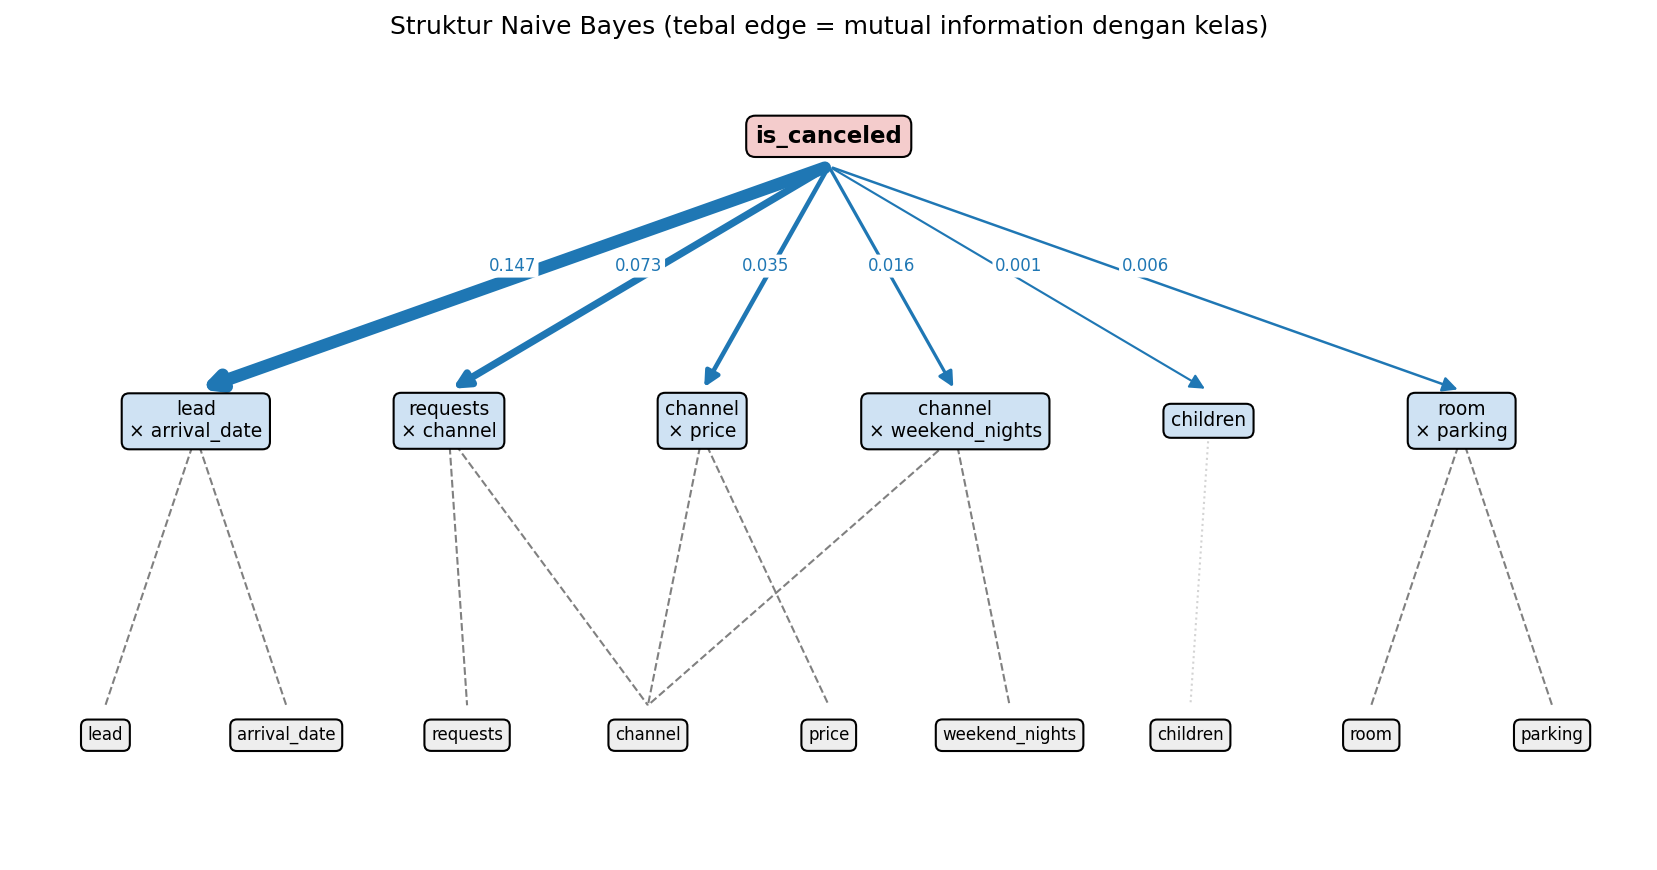 Struktur Naive Bayes (tebal edge = mutual information dengan kelas)
is_canceled
0.147
0.073
0.035
0.016
0.001
0.006
lead
× arrival_date
requests
× channel
channel
× price
channel
× weekend_nights
children
room
× parking
lead
arrival_date
requests
channel
price
weekend_nights
children
room
parking